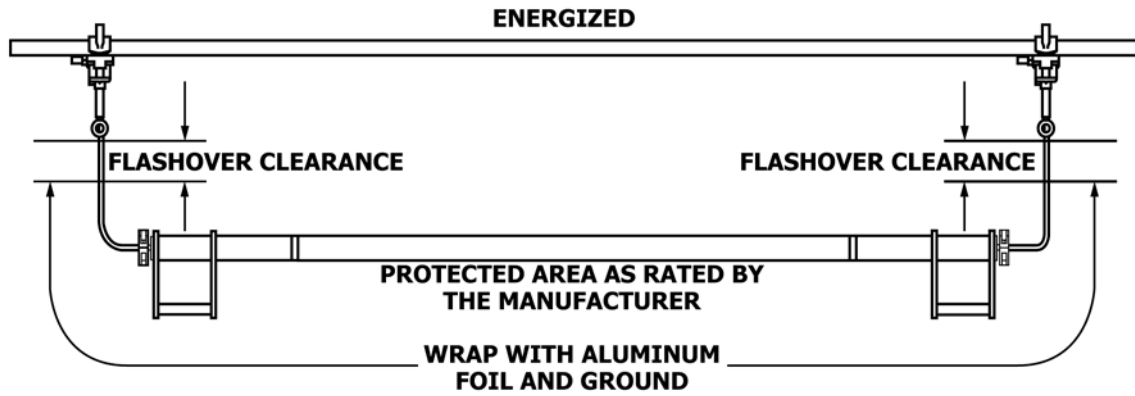 ENERGIZED
FLASHOVER CLEARANCE
FLASHOVER CLEARANCE
PROTECTED AREA AS RATED BY
THE MANUFACTURER
WRAP WITH ALUMINUM
FOIL AND GROUND